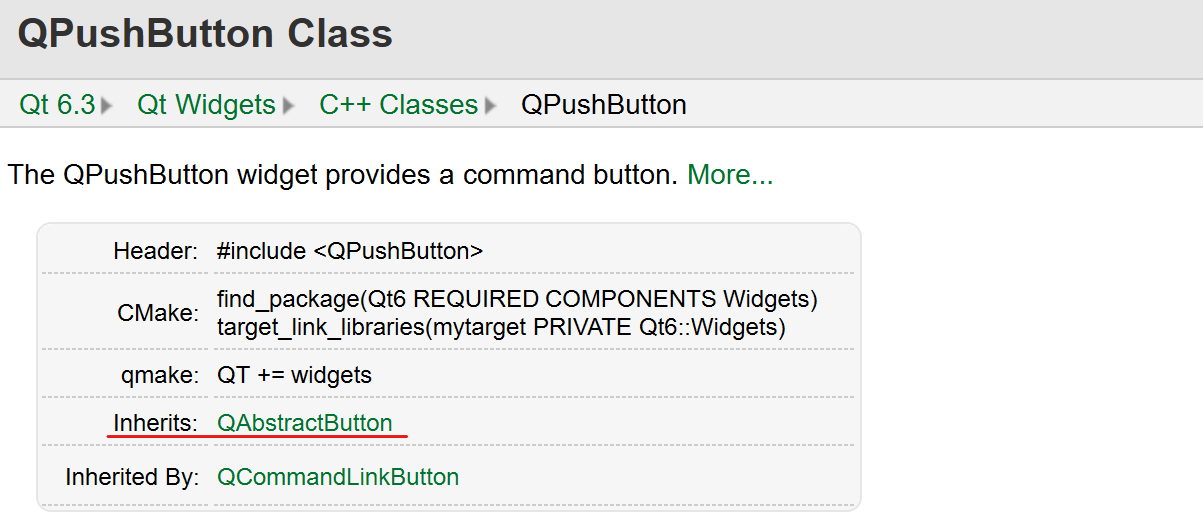 QPushButton Class
Qt 6.3 Qt Widgets C++ Classes QPushButton
The QPushButton widget provides a command button. More...
Header: #include <QPushButton>
CMake: find_package(Qt6 REQUIRED COMPONENTS Widgets)
target_link_libraries(mytarget PRIVATE Qt6::Widgets)
qmake: QT += widgets
Inherits: QAbstractButton
Inherited By: QCommandLinkButton